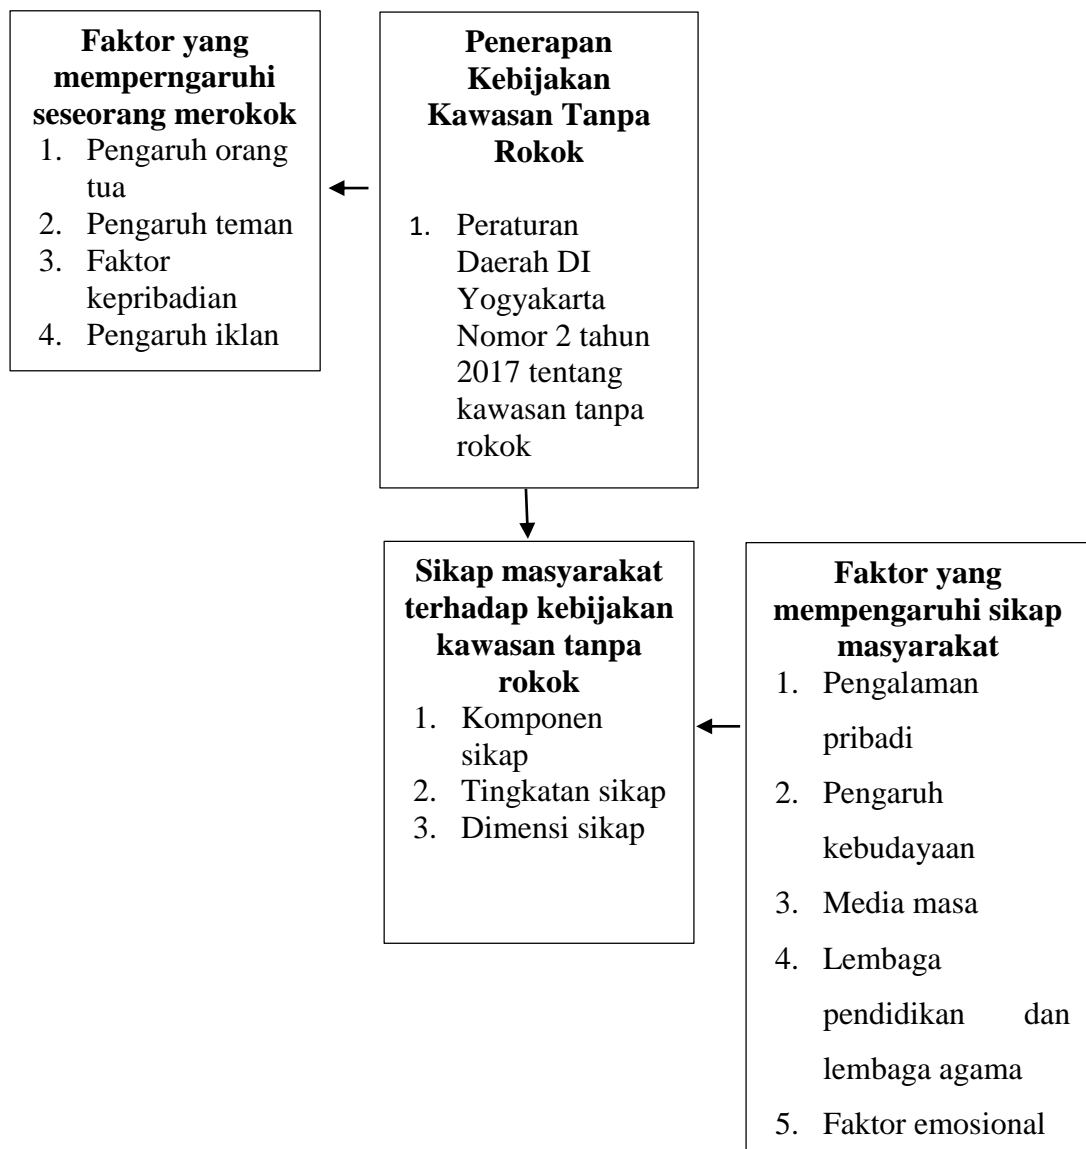 Faktor yang
memperngaruhi
seseorang merokok
1. Pengaruh orang
tua
2. Pengaruh teman
3. Faktor
kepribadian
4. Pengaruh iklan
Penerapan
Kebijakan
Kawasan Tanpa
Rokok
1. Peraturan
Daerah DI
Yogyakarta
Nomor 2 tahun
2017 tentang
kawasan tanpa
rokok
Sikap masyarakat
terhadap kebijakan
kawasan tanpa
rokok
1. Komponen
sikap
2. Tingkatan sikap
3. Dimensi sikap
Faktor yang
mempengaruhi sikap
masyarakat
1. Pengalaman
pribadi
2. Pengaruh
kebudayaan
3. Media masa
4. Lembaga
pendidikan dan
lembaga agama
5. Faktor emosional